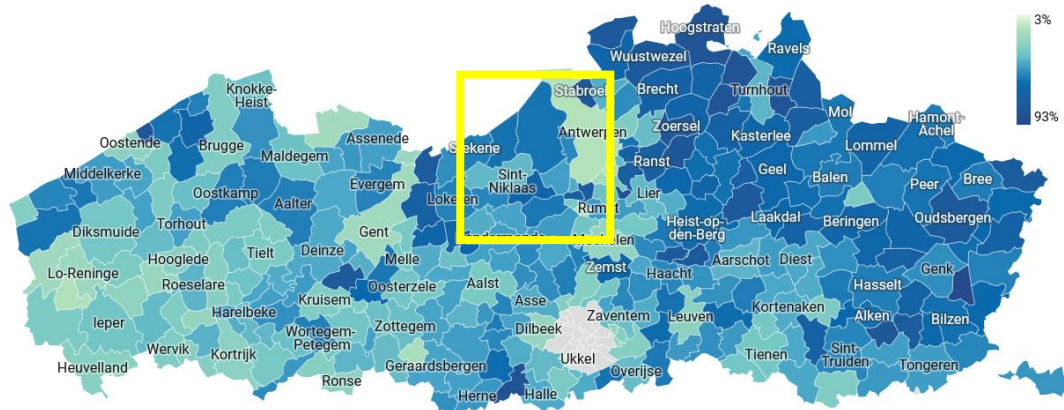 3%
93%
Hoogstraten
Ravels
Wuustwezel
Knokke-
Heist-
Stabroek
Brecht
Turnhout
Mol
Hamont-
Achel
Oostende
Brugge
Assenede
Antwerpen
Zoersel
Kasterlee
Lommel
Maldegem
Stekene
Middelkerke
Ranst
Geel
Balen
Peer
Bree
Oostkamp
Evergem
Sint-
Niklaas
Lokeren
Lier
Aalter
Rumst
Laakdal
Beringen
Oudsbergen
Diksmuide
Torhout
Gent
Heist-op-
den-Berg
Tielt
Deinze
Melle
Mechelen
Hooglede
Zemst
Haacht
Aarschot
Diest
Genk
Lo-Reninge
Roeselare
Kruisem
Oosterzele
Aalst
Asse
Hasselt
Harelbeke
Kortenaken
Ieper
Wortegem-
Petegem
Zottegem
Dilbeek
Zaventem
Leuven
Alken
Bilzen
Wervik
Kortrijk
Ukkel
Tienen
Sint-
Truiden
Heuvelland
Geraardsbergen
Overijse
Tongeren
Ronse
Herne
Halle